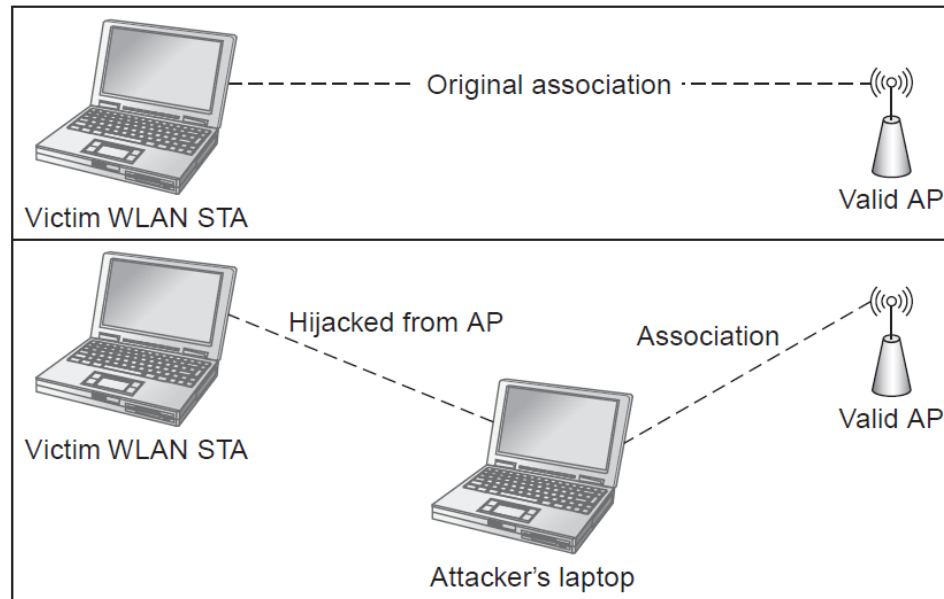 Original association
Victim WLAN STA
Valid AP
Hijacked from AP
Association
Victim WLAN STA
Valid AP
Attacker’s laptop